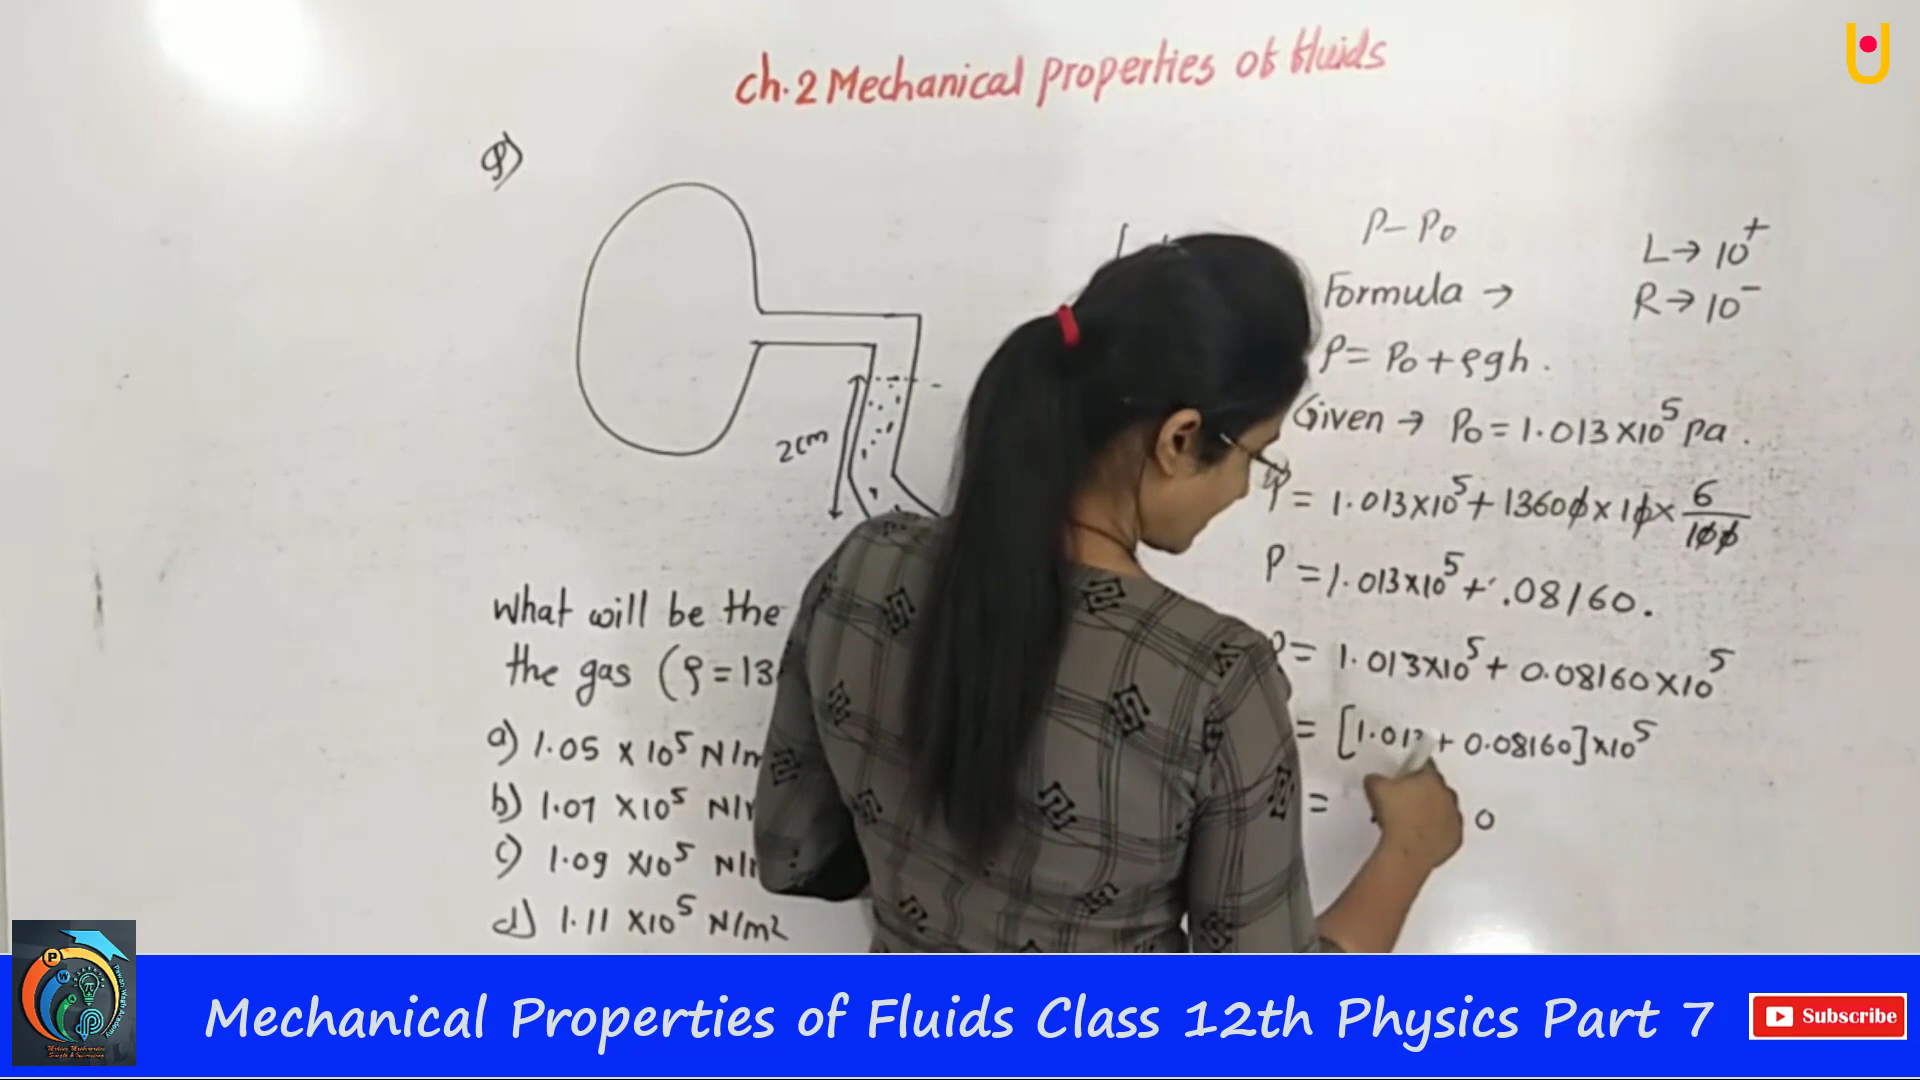 Ch.2 Mechanical properties of fluids
Q)
2cm
What will be the
the gas (ρ=13
a) 1.05 × 10⁵ N/m
b) 1.07 ×10⁵ N/
c) 1.09 ×10⁵ N/
d) 1.11 ×10⁵ N/m²
P- P₀
L→ 10⁺
R→ 10⁻
Formula →
P= P₀+ρgh.
Given → P₀=1.013×10⁵ pa.
P= 1.013×10⁵+13600×10×6/100
P =1.013×10⁵+.08160.
P= 1.013×10⁵+ 0.08160×10⁵
= [1.013+ 0.08160]×10⁵
= 0
Mechanical Properties of Fluids Class 12th Physics Part 7
Subscribe